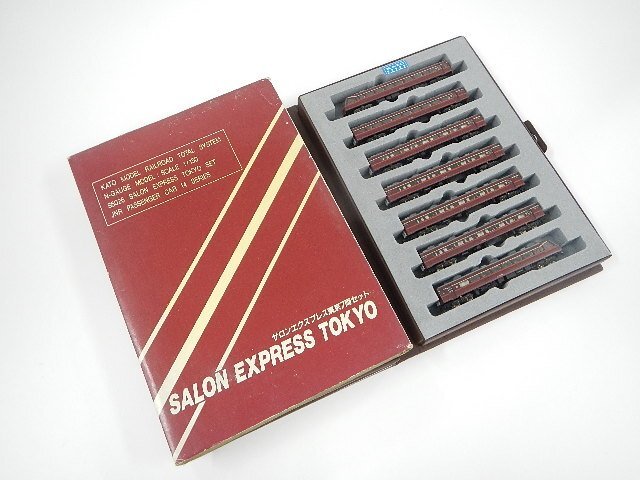 KATO MODEL RAILROAD TOTAL SYSTEM
N-GAUGE MODEL : SCALE 1/150
S5025 SALON EXPRESS TOKYO SET
JNR PASSENGER CAR 14 SERIES
サロンエクスプレス東京7両セット
SALON EXPRESS TOKYO